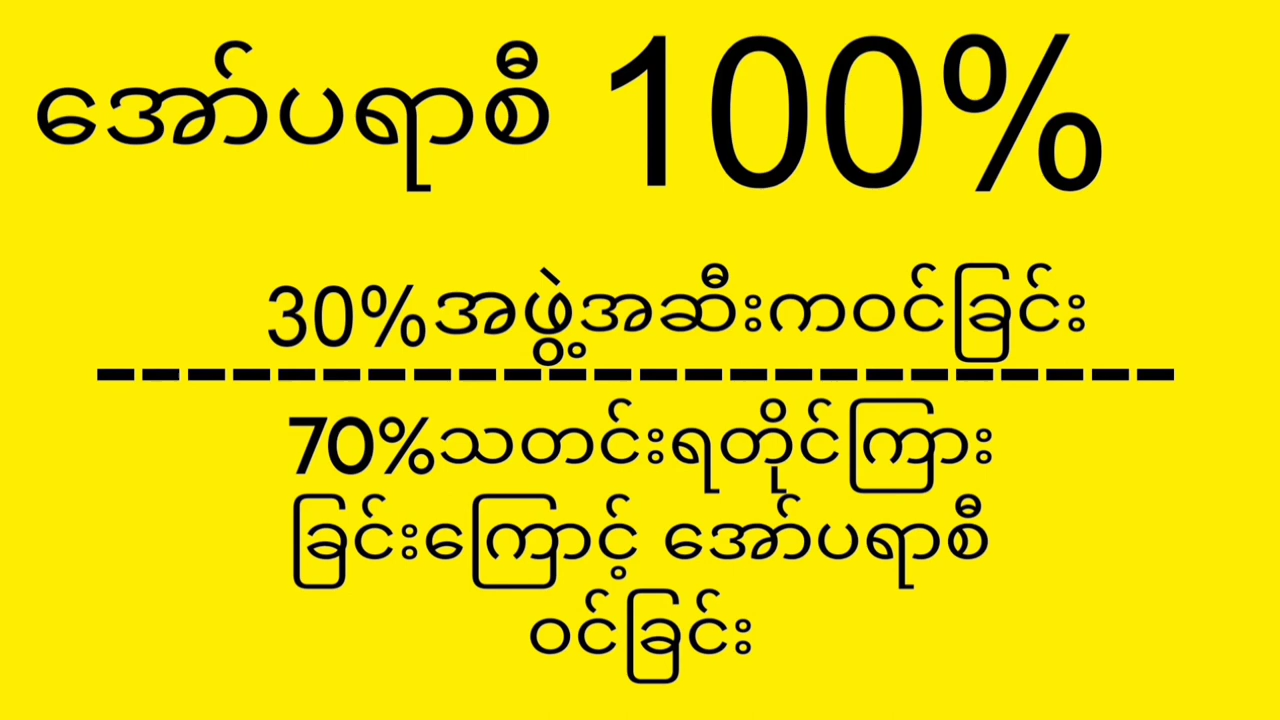 အော်ပရာစီ 100%
30%အဖွဲ့အဆီးကဝင်ခြင်း
70%သတင်းရတိုင်ကြား
ခြင်းကြောင့် အော်ပရာစီ
ဝင်ခြင်း